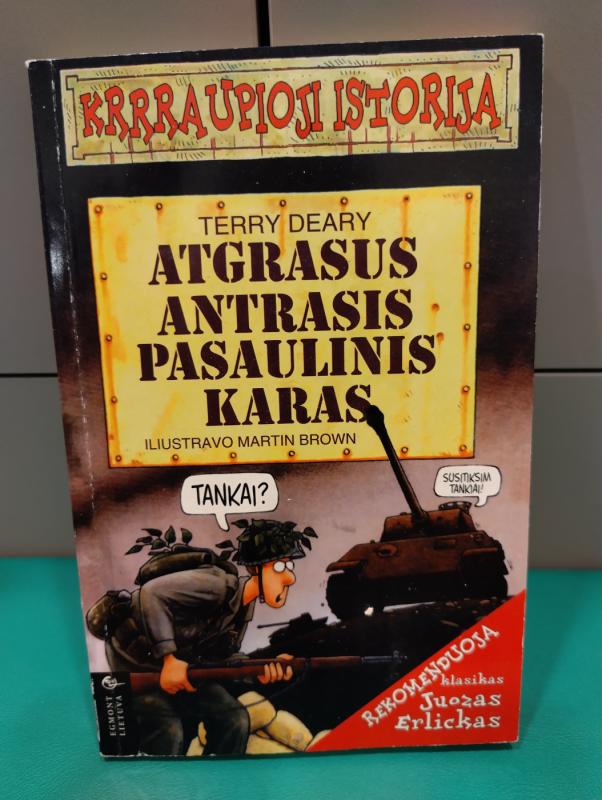 KRRRAUPIOJI ISTORIJA
TERRY DEARY
ATGRASUS
ANTRASIS
PASAULINIS
KARAS
ILIUSTRAVO MARTIN BROWN
TANKAI?
SUSITIKSIM
TANKIAI!
REKOMENDUOJA
klasikas
Juozas
Erlickas
EGMONT
LIETUVA